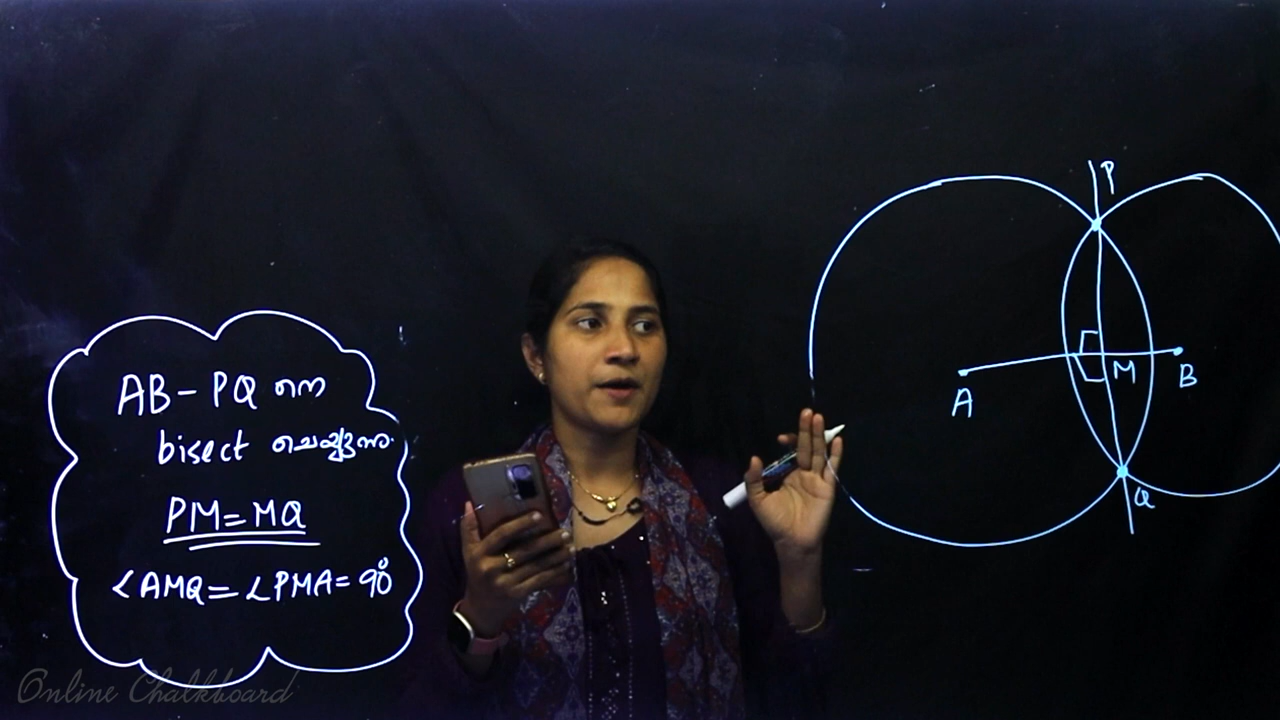 AB - PQ നെ
bisect ചെയ്യുന്നു.
PM = MQ
∠AMQ = ∠PMA = 90°
P
M
B
A
Q
Online Chalkboard